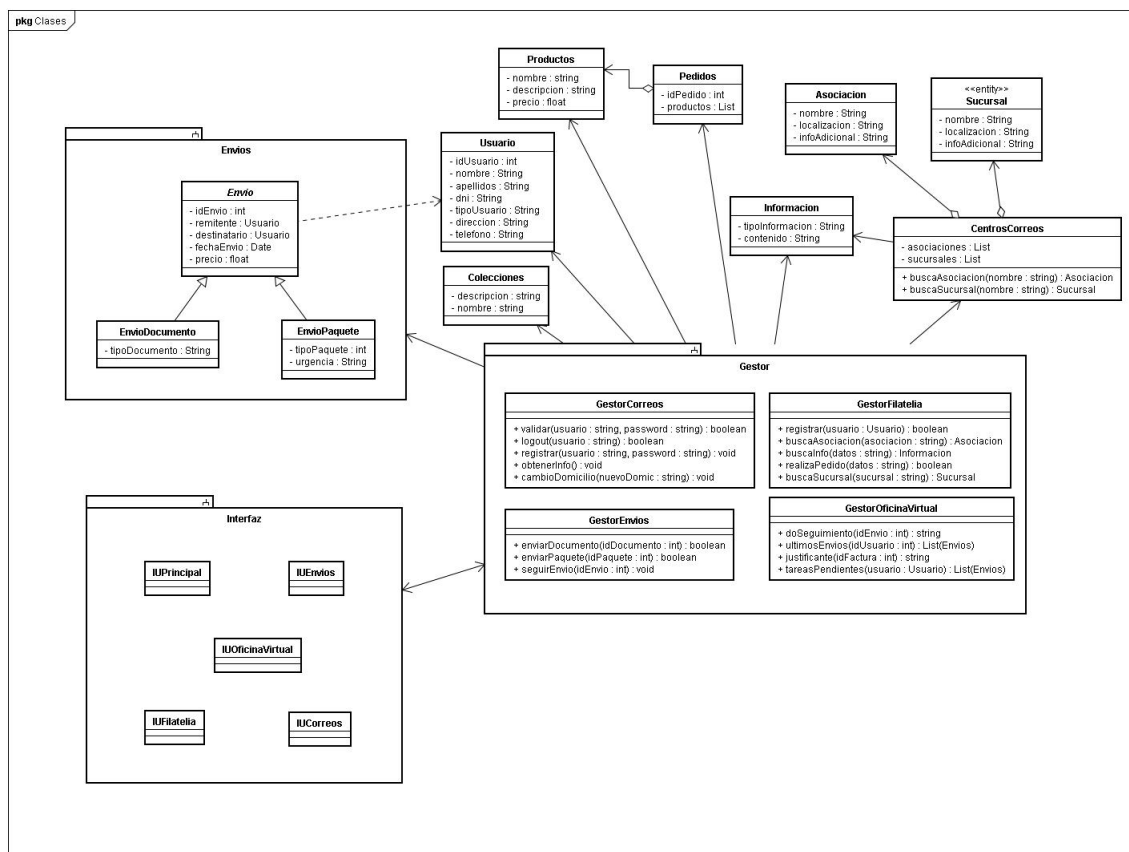 pkg Clases
Productos
- nombre : string
- descripcion : string
- precio : float
Pedidos
- idPedido : int
- productos : List
Asociacion
- nombre : String
- localizacion : String
- infoAdicional : String
<<entity>>
Sucursal
- nombre : String
- localizacion : String
- infoAdicional : String
Envios
Envio
- idEnvio : int
- remitente : Usuario
- destinatario : Usuario
- fechaEnvio : Date
- precio : float
EnvioDocumento
- tipoDocumento : String
EnvioPaquete
- tipoPaquete : int
- urgencia : String
Usuario
- idUsuario : int
- nombre : String
- apellidos : String
- dni : String
- tipoUsuario : String
- direccion : String
- telefono : String
Colecciones
- descripcion : string
- nombre : string
Informacion
- tipoInformacion : String
- contenido : String
CentrosCorreos
- asociaciones : List
- sucursales : List
+ buscaAsociacion(nombre : string) : Asociacion
+ buscaSucursal(nombre : string) : Sucursal
Gestor
GestorCorreos
+ validar(usuario : string, password : string) : boolean
+ logout(usuario : string) : boolean
+ registrar(usuario : string, password : string) : void
+ obtenerInfo() : void
+ cambioDomicilio(nuevoDomic : string) : void
GestorFilatelia
+ registrar(usuario : Usuario) : boolean
+ buscaAsociacion(asociacion : string) : Asociacion
+ buscaInfo(datos : string) : Informacion
+ realizaPedido(datos : string) : boolean
+ buscaSucursal(sucursal : string) : Sucursal
GestorEnvios
+ enviarDocumento(idDocumento : int) : boolean
+ enviarPaquete(idPaquete : int) : boolean
+ seguirEnvio(idEnvio : int) : void
GestorOficinaVirtual
+ doSeguimiento(idEnvio : int) : string
+ ultimosEnvios(idUsuario : int) : List(Envios)
+ justificante(idFactura : int) : string
+ tareasPendientes(usuario : Usuario) : List(Envios)
Interfaz
IUPrincipal
IUEnvios
IUOficinaVirtual
IUFilatelia
IUCorreos